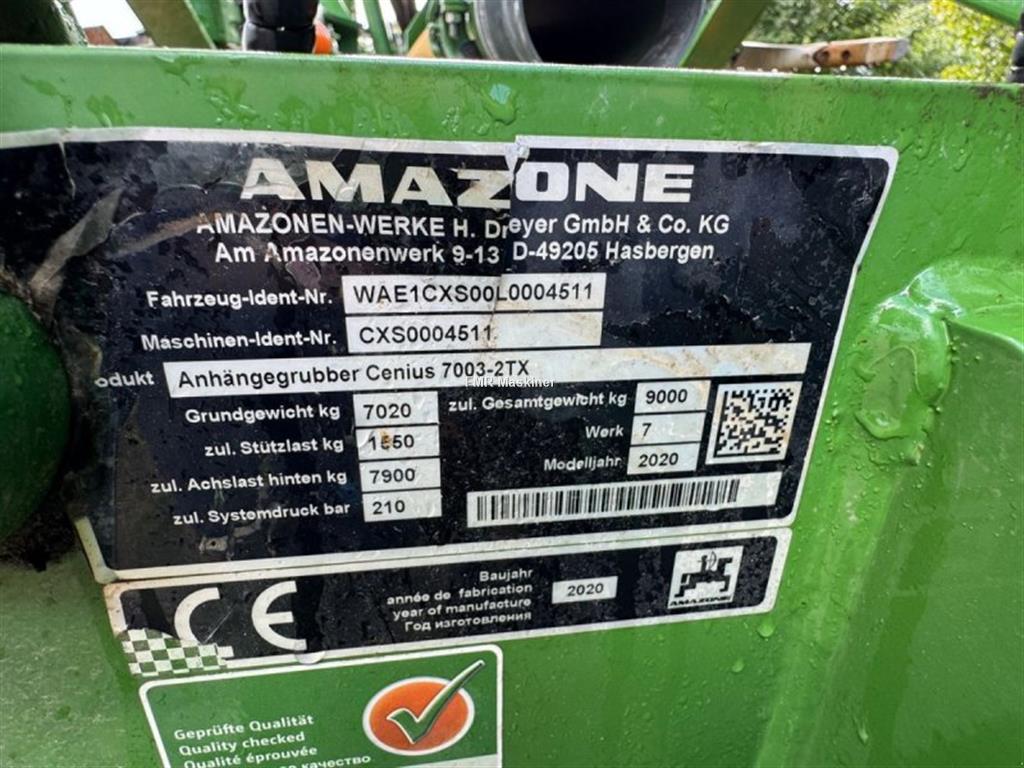 AMAZONE
AMAZONEN-WERKE H. Dreyer GmbH & Co. KG
Am Amazonenwerk 9-13 D-49205 Hasbergen
Fahrzeug-Ident-Nr. WAE1CXS00L0004511
Maschinen-Ident-Nr. CXS0004511
odukt Anhängegrubber Cenius 7003-2TX
EMR Maskiner
Grundgewicht kg 7020 zul. Gesamtgewicht kg 9000
zul. Stützlast kg 1550 Werk 7
zul. Achslast hinten kg 7900 Modelljahr 2020
zul. Systemdruck bar 210
CE
Baujahr
année de fabrication
year of manufacture
Год изготовления
2020
AMAZONE
Geprüfte Qualität
Quality checked
Qualité éprouvée
качество